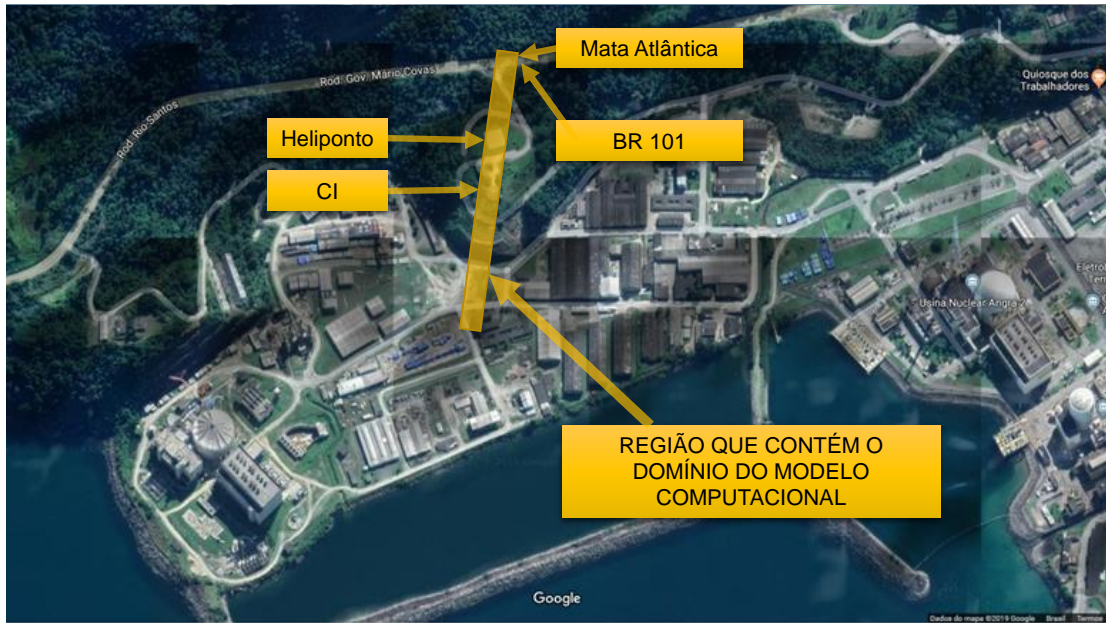 Mata Atlântica
Rod. Gov. Mário Covas
Quiosque dos
Trabalhadores
Rod. Rio-Santos
Heliponto
BR 101
CI
Usina Nuclear Angra 2
REGIÃO QUE CONTÉM O
DOMÍNIO DO MODELO
COMPUTACIONAL
Google
Dados do mapa ©2019 Google Brasil Termos